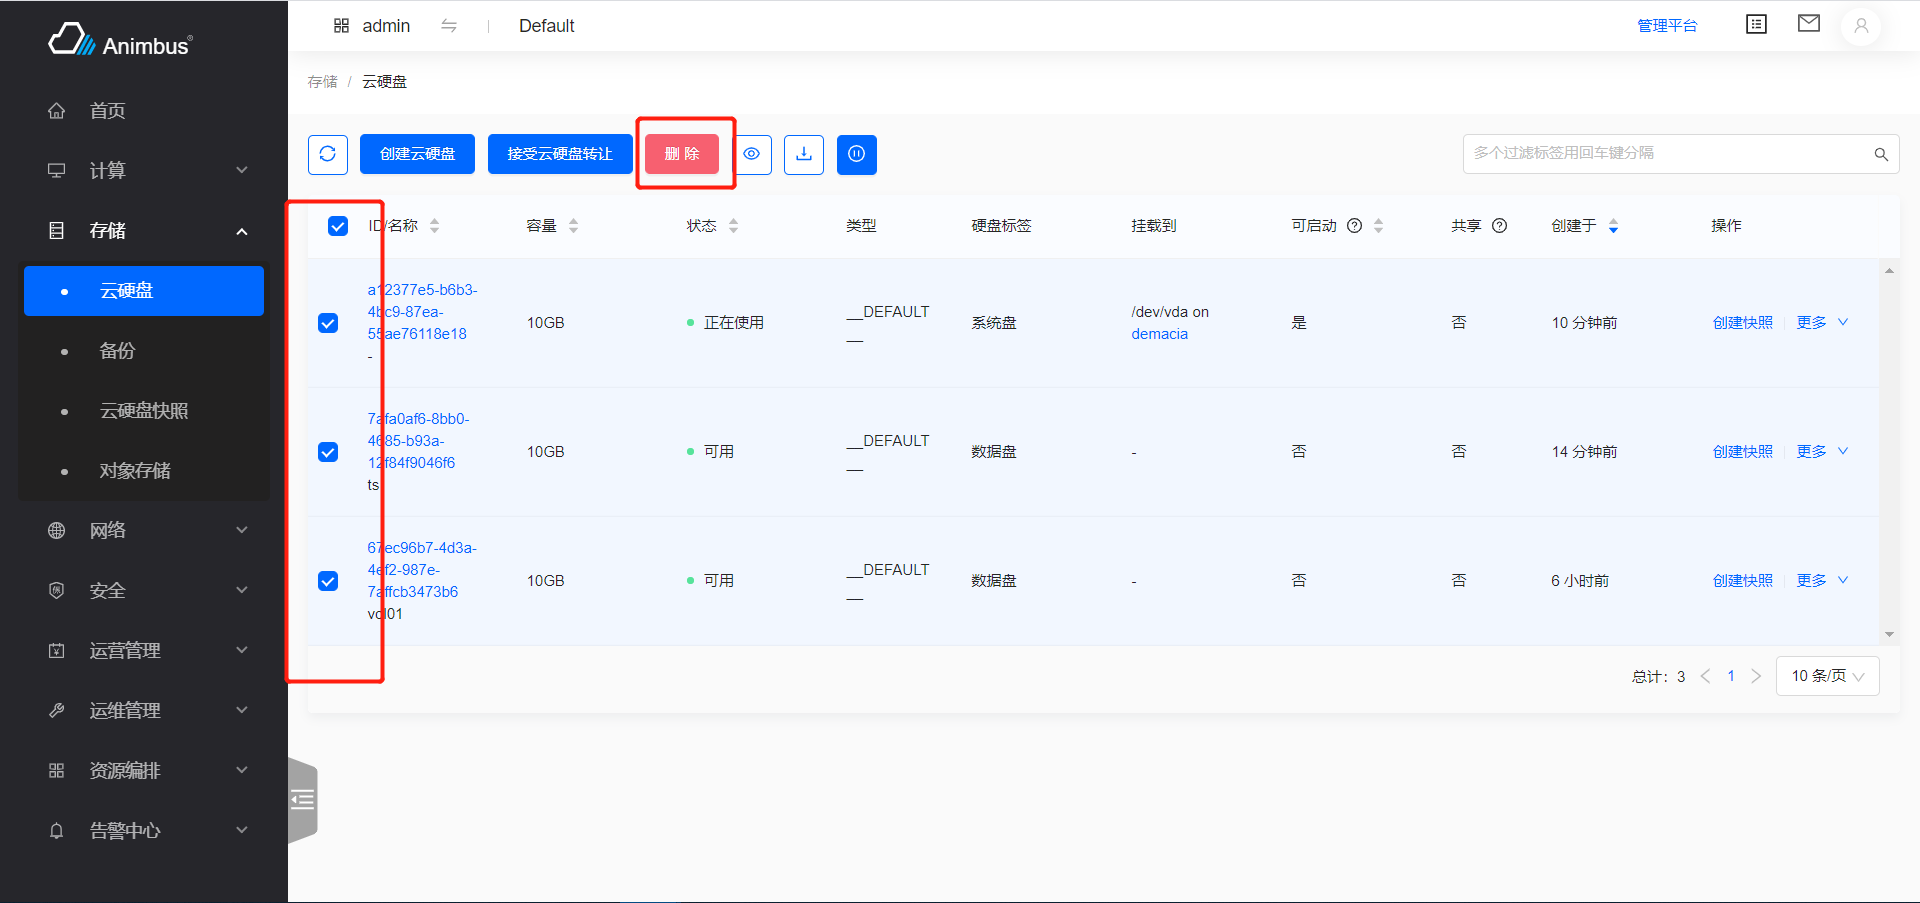 Animbus®
admin
Default
管理平台
首页
计算
存储
云硬盘
备份
云硬盘快照
对象存储
网络
安全
运营管理
运维管理
资源编排
告警中心
存储 / 云硬盘
创建云硬盘
接受云硬盘转让
删 除
多个过滤标签用回车键分隔
ID/名称
容量
状态
类型
硬盘标签
挂载到
可启动
共享
创建于
操作
a12377e5-b6b3-
4bc9-87ea-
55ae76118e18
-
10GB
正在使用
__DEFAULT
__
系统盘
/dev/vda on
demacia
是
否
10 分钟前
创建快照
更多
7afa0af6-8bb0-
4685-b93a-
12f84f9046f6
ts
10GB
可用
__DEFAULT
__
数据盘
-
否
否
14 分钟前
创建快照
更多
67ec96b7-4d3a-
4ef2-987e-
7affcb3473b6
vol01
10GB
可用
__DEFAULT
__
数据盘
-
否
否
6 小时前
创建快照
更多
总计：3
1
10 条/页